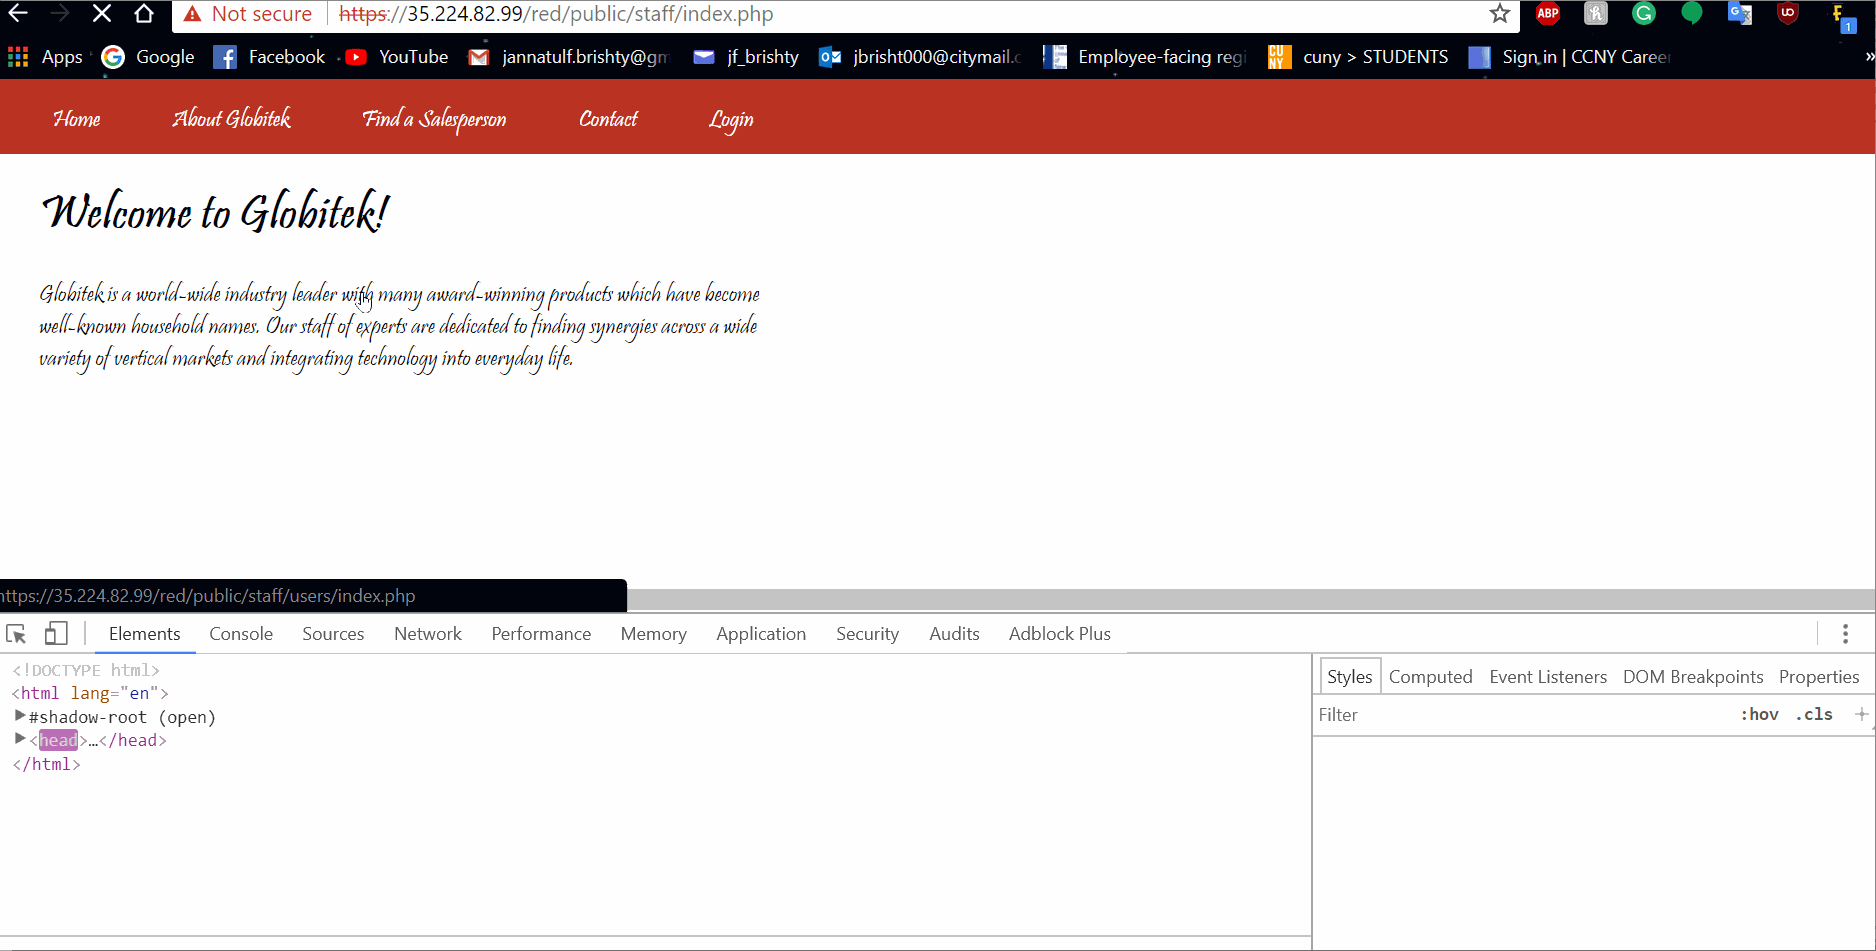 Not secure https://35.224.82.99/red/public/staff/index.php ABP h G G UO F 1
Apps Google Facebook YouTube jannatulf.brishty@gm jf_brishty jbrisht000@citymail.c Employee-facing regi CU NY cuny > STUDENTS Sign in | CCNY Career »
Home About Globitek Find a Salesperson Contact Login
Welcome to Globitek!
Globitek is a world-wide industry leader with many award-winning products which have become
well-known household names. Our staff of experts are dedicated to finding synergies across a wide
variety of vertical markets and integrating technology into everyday life.
https://35.224.82.99/red/public/staff/users/index.php
Elements Console Sources Network Performance Memory Application Security Audits Adblock Plus
<!DOCTYPE html>
<html lang="en">
#shadow-root (open)
<head>…</head>
</html>
Styles Computed Event Listeners DOM Breakpoints Properties
Filter :hov .cls +